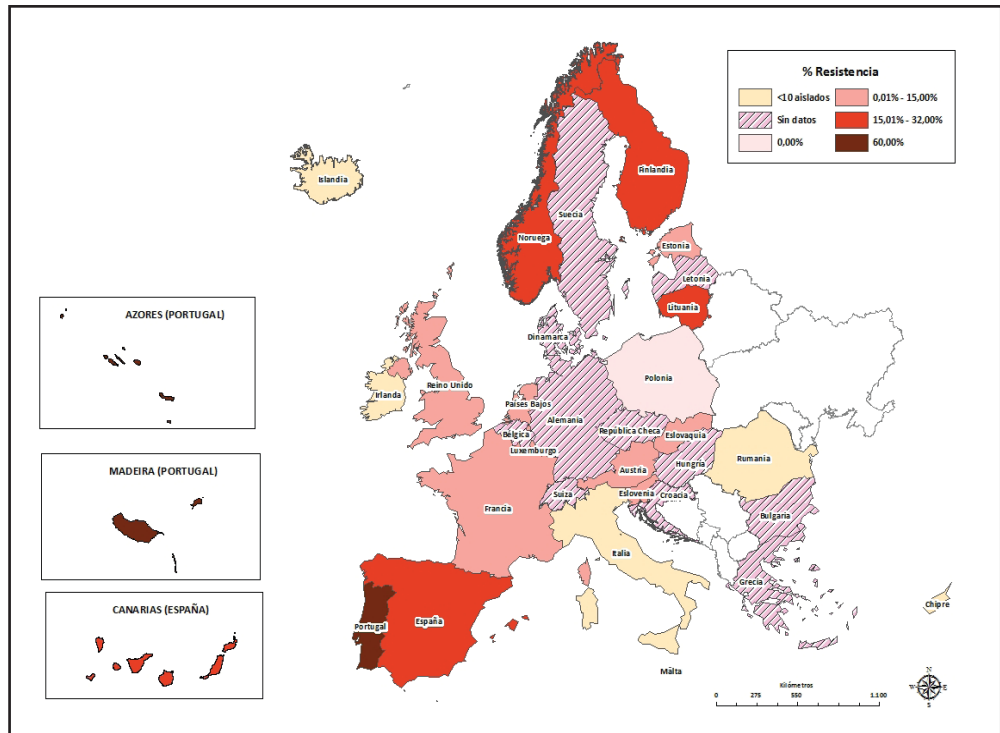 % Resistencia
<10 aislados
0,01% - 15,00%
Sin datos
15,01% - 32,00%
0,00%
60,00%
Islandia
Finlandia
Suecia
Noruega
Estonia
Letonia
Lituania
AZORES (PORTUGAL)
Dinamarca
Polonia
Reino Unido
Irlanda
Países Bajos
Alemania
República Checa
Bélgica
Eslovaquia
Luxemburgo
Rumania
Hungría
MADEIRA (PORTUGAL)
Austria
Suiza
Eslovenia
Croacia
Francia
Bulgaria
Italia
Grecia
CANARIAS (ESPAÑA)
Chipre
España
Portugal
Malta
Kilómetros
0 275 550 1.100
N
W E
S